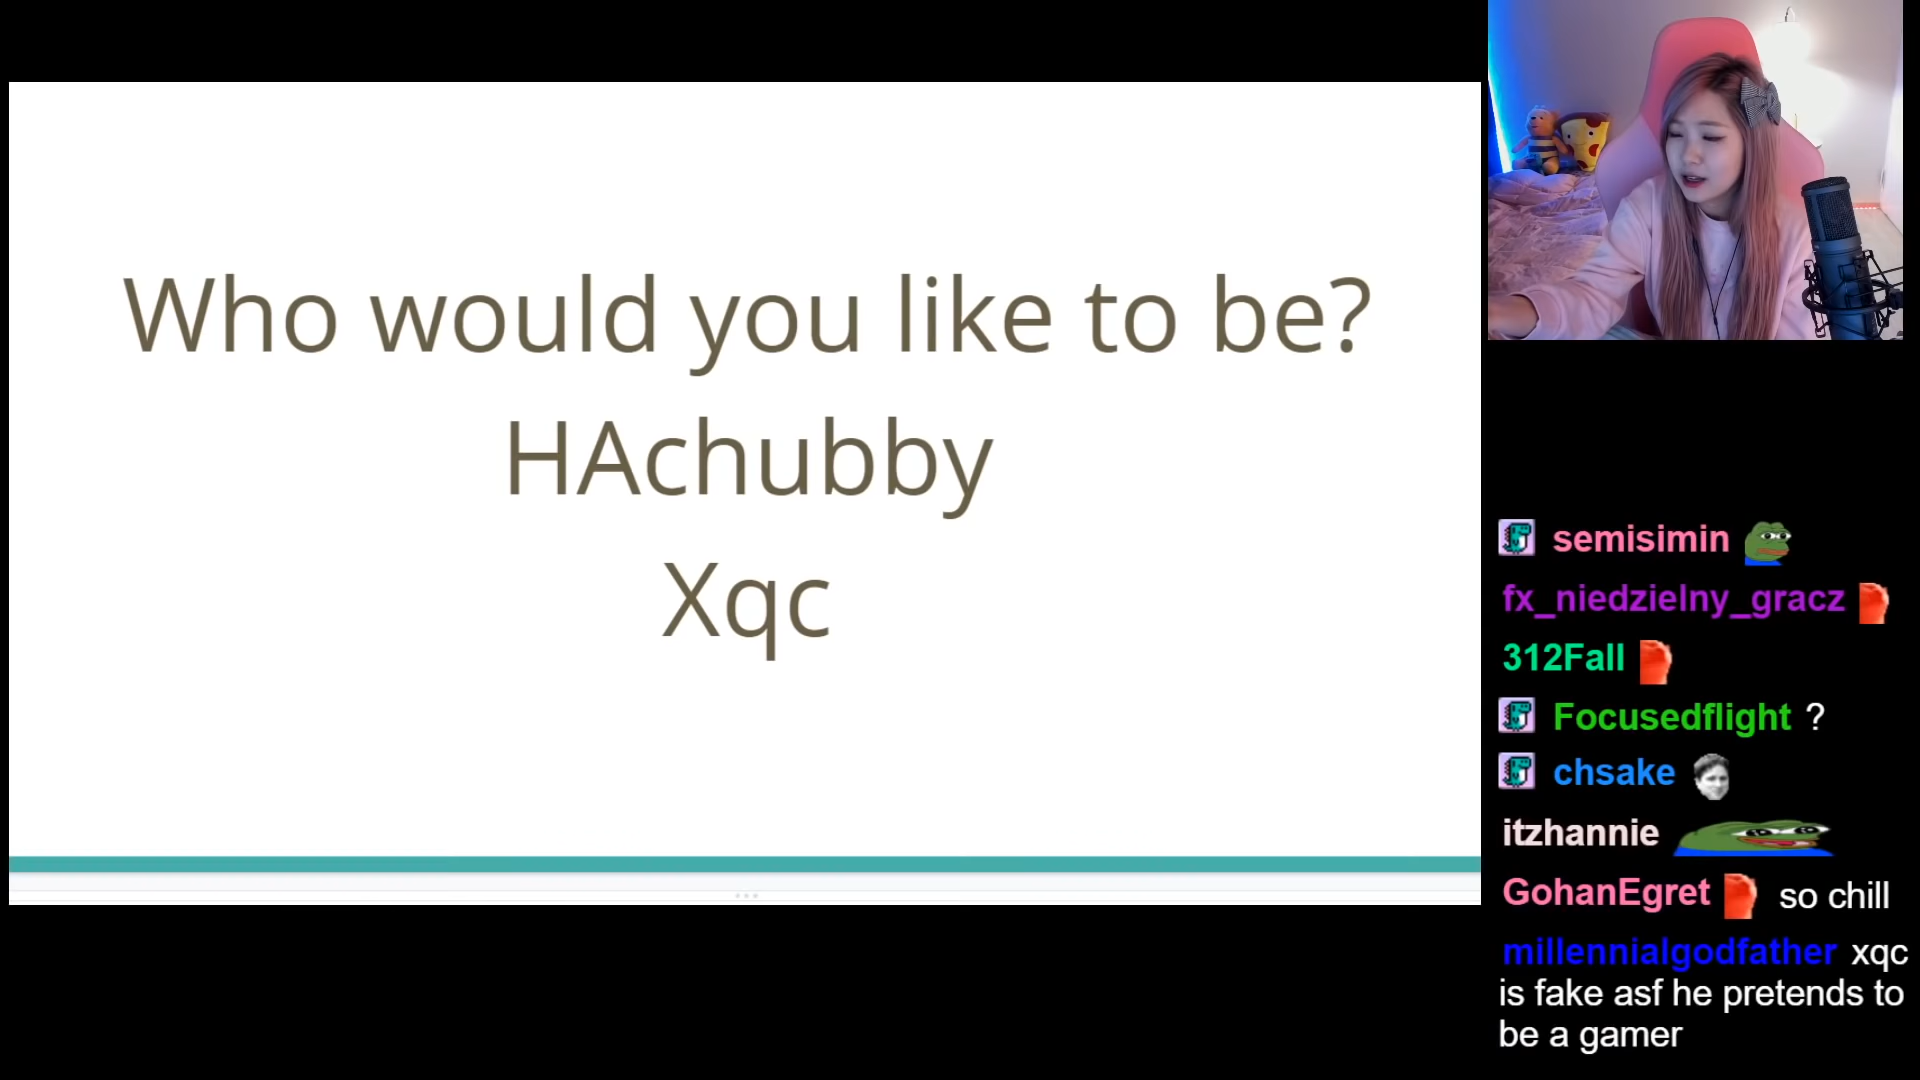 Who would you like to be?
HAchubby
Xqc
semisimin
fx_niedzielny_gracz
312Fall
Focusedflight ?
chsake
itzhannie
GohanEgret so chill
millennialgodfather xqc
is fake asf he pretends to
be a gamer